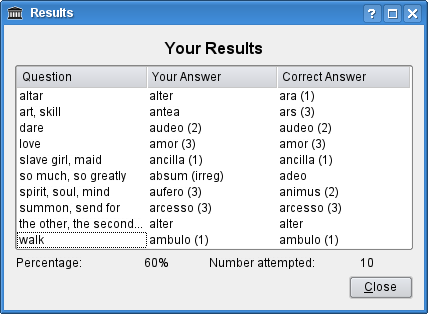 Results
Your Results
Question Your Answer Correct Answer
altar alter ara (1)
art, skill antea ars (3)
dare audeo (2) audeo (2)
love amor (3) amor (3)
slave girl, maid ancilla (1) ancilla (1)
so much, so greatly absum (irreg) adeo
spirit, soul, mind aufero (3) animus (2)
summon, send for arcesso (3) arcesso (3)
the other, the second... alter alter
walk ambulo (1) ambulo (1)
Percentage: 60% Number attempted: 10
Close